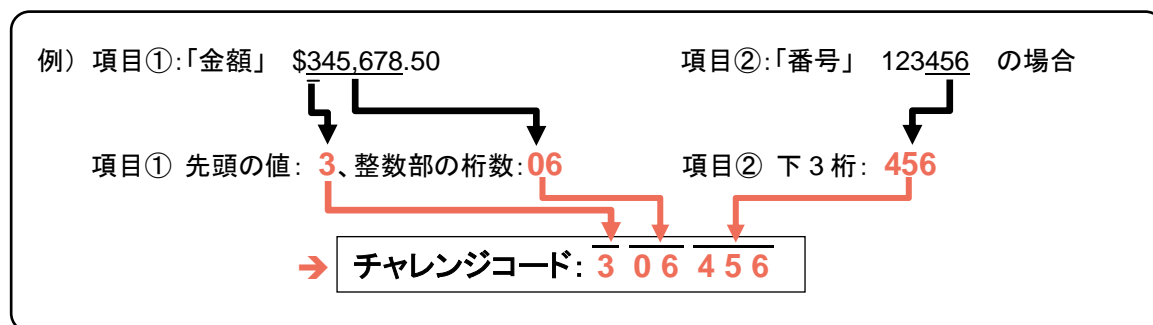 例） 項目①：「金額」 $345,678.50 項目②：「番号」 123456 の場合
項目① 先頭の値： 3、整数部の桁数：06 項目② 下 3 桁： 456
➔ チャレンジコード： 3 0 6 4 5 6